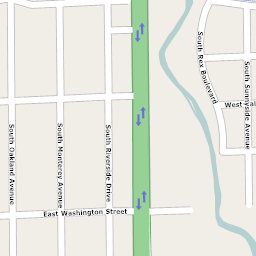 South Rex Boulevard
South Sunnyside Avenue
West
South Oakland Avenue
South Monterey Avenue
South Riverside Drive
East Washington Street